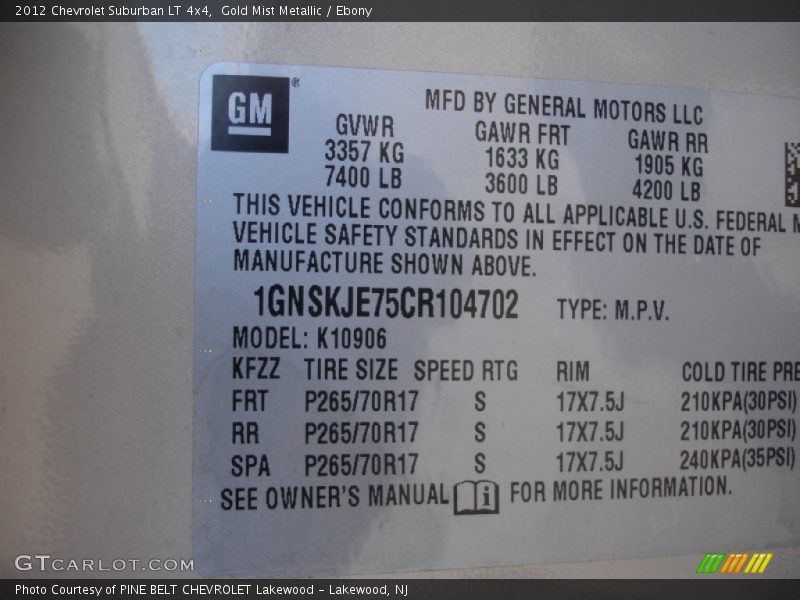 2012 Chevrolet Suburban LT 4x4,  Gold Mist Metallic / Ebony
GM®
MFD BY GENERAL MOTORS LLC
GVWR GAWR FRT GAWR RR
3357 KG 1633 KG 1905 KG
7400 LB 3600 LB 4200 LB
THIS VEHICLE CONFORMS TO ALL APPLICABLE U.S. FEDERAL M
VEHICLE SAFETY STANDARDS IN EFFECT ON THE DATE OF
MANUFACTURE SHOWN ABOVE.
1GNSKJE75CR104702 TYPE: M.P.V.
MODEL: K10906
KFZZ TIRE SIZE SPEED RTG RIM COLD TIRE PRE
FRT P265/70R17 S 17X7.5J 210KPA(30PSI)
RR P265/70R17 S 17X7.5J 210KPA(30PSI)
SPA P265/70R17 S 17X7.5J 240KPA(35PSI)
SEE OWNER'S MANUAL i FOR MORE INFORMATION.
GTCARLOT.COM
Photo Courtesy of PINE BELT CHEVROLET Lakewood - Lakewood, NJ